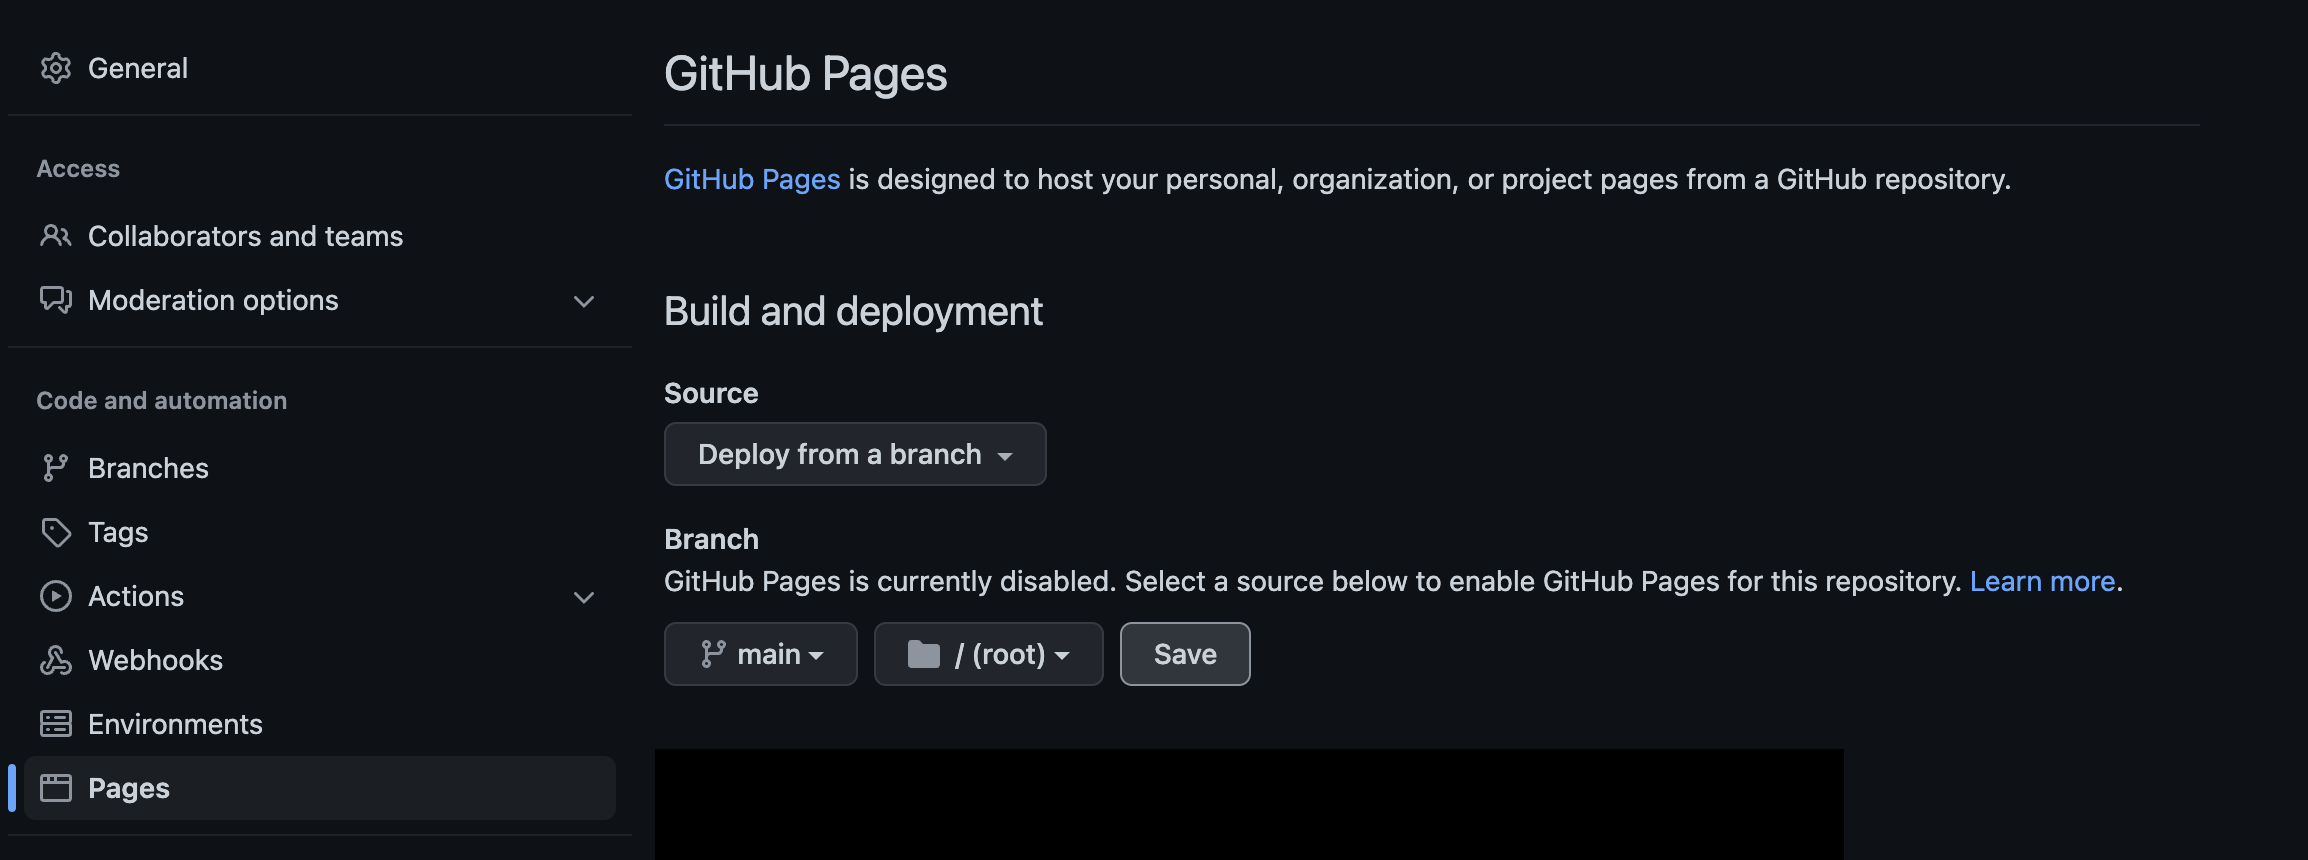 General
Access
Collaborators and teams
Moderation options
Code and automation
Branches
Tags
Actions
Webhooks
Environments
Pages
GitHub Pages
GitHub Pages is designed to host your personal, organization, or project pages from a GitHub repository.
Build and deployment
Source
Deploy from a branch
Branch
GitHub Pages is currently disabled. Select a source below to enable GitHub Pages for this repository. Learn more.
main / (root) Save